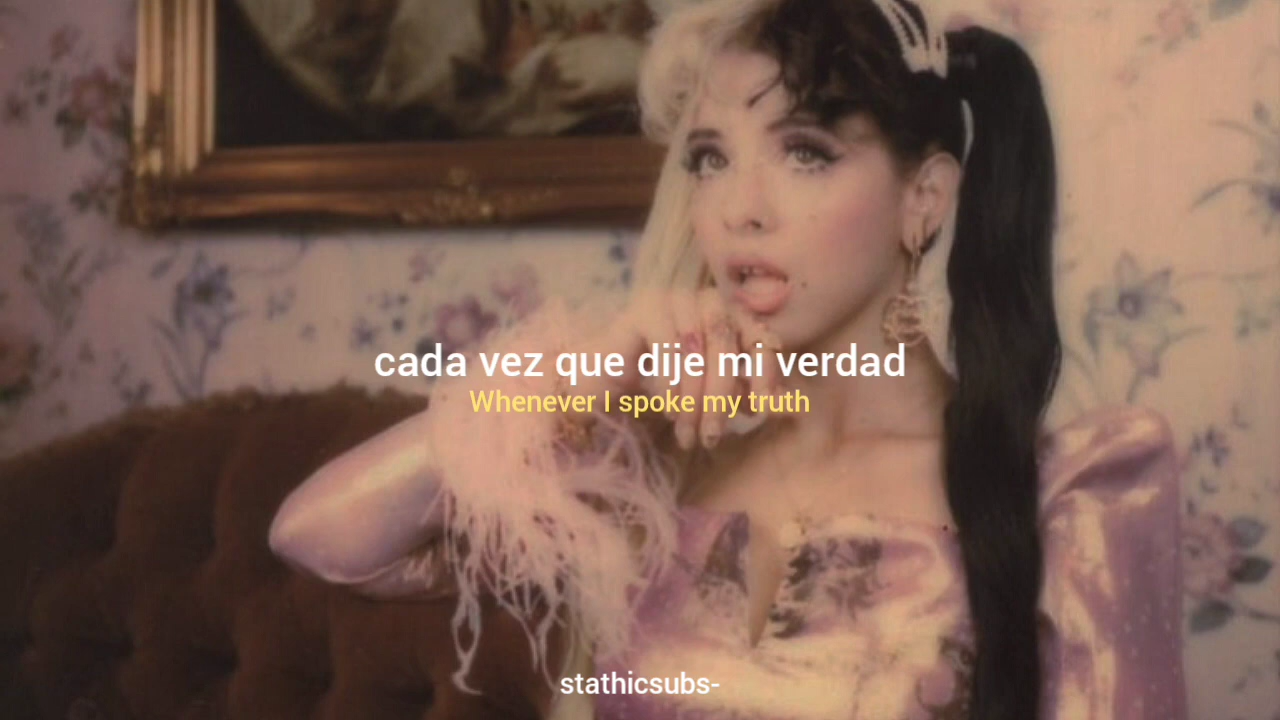 cada vez que dije mi verdad
Whenever I spoke my truth
stathicsubs-